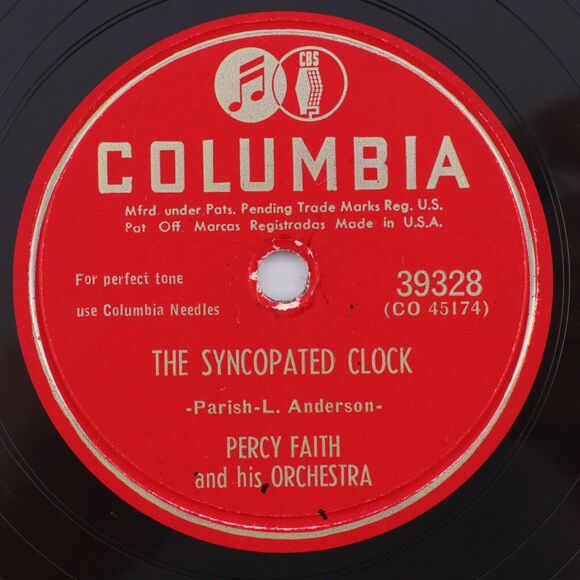 CBS
COLUMBIA
Mfrd. under Pats. Pending Trade Marks Reg. U.S.
Pat. Off. Marcas Registradas Made in U.S.A.
For perfect tone
use Columbia Needles
39328
(CO 45174)
THE SYNCOPATED CLOCK
-Parish-L. Anderson-
PERCY FAITH
and his ORCHESTRA